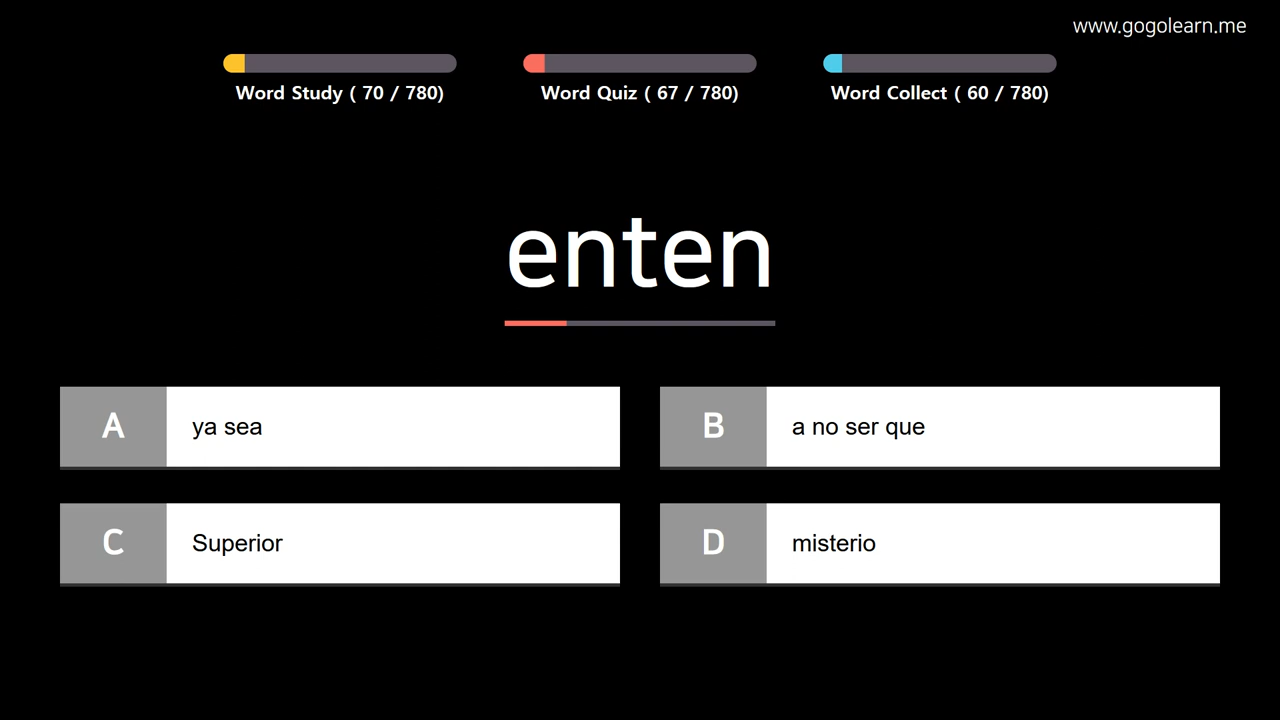 www.gogolearn.me
Word Study ( 70 / 780)
Word Quiz ( 67 / 780)
Word Collect ( 60 / 780)
enten
A
ya sea
B
a no ser que
C
Superior
D
misterio